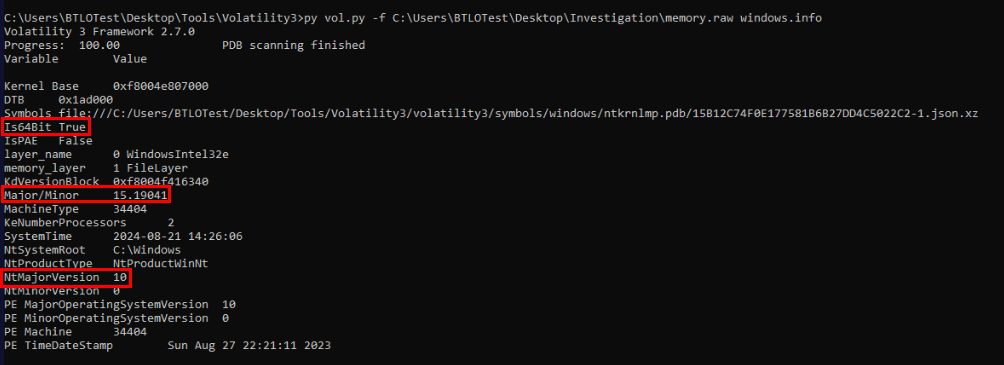 C:\Users\BTLOTest\Desktop\Tools\Volatility3>py vol.py -f C:\Users\BTLOTest\Desktop\Investigation\memory.raw windows.info
Volatility 3 Framework 2.7.0
Progress:  100.00               PDB scanning finished
Variable        Value
Kernel Base     0xf8004e807000
DTB     0x1ad000
Symbols file:///C:/Users/BTLOTest/Desktop/Tools/Volatility3/volatility3/symbols/windows/ntkrnlmp.pdb/15B12C74F0E177581B6B27DD4C5022C2-1.json.xz
Is64Bit True
IsPAE   False
layer_name      0 WindowsIntel32e
memory_layer    1 FileLayer
KdVersionBlock  0xf8004f416340
Major/Minor     15.19041
MachineType     34404
KeNumberProcessors      2
SystemTime      2024-08-21 14:26:06
NtSystemRoot    C:\Windows
NtProductType   NtProductWinNt
NtMajorVersion  10
NtMinorVersion  0
PE MajorOperatingSystemVersion  10
PE MinorOperatingSystemVersion  0
PE Machine      34404
PE TimeDateStamp        Sun Aug 27 22:21:11 2023